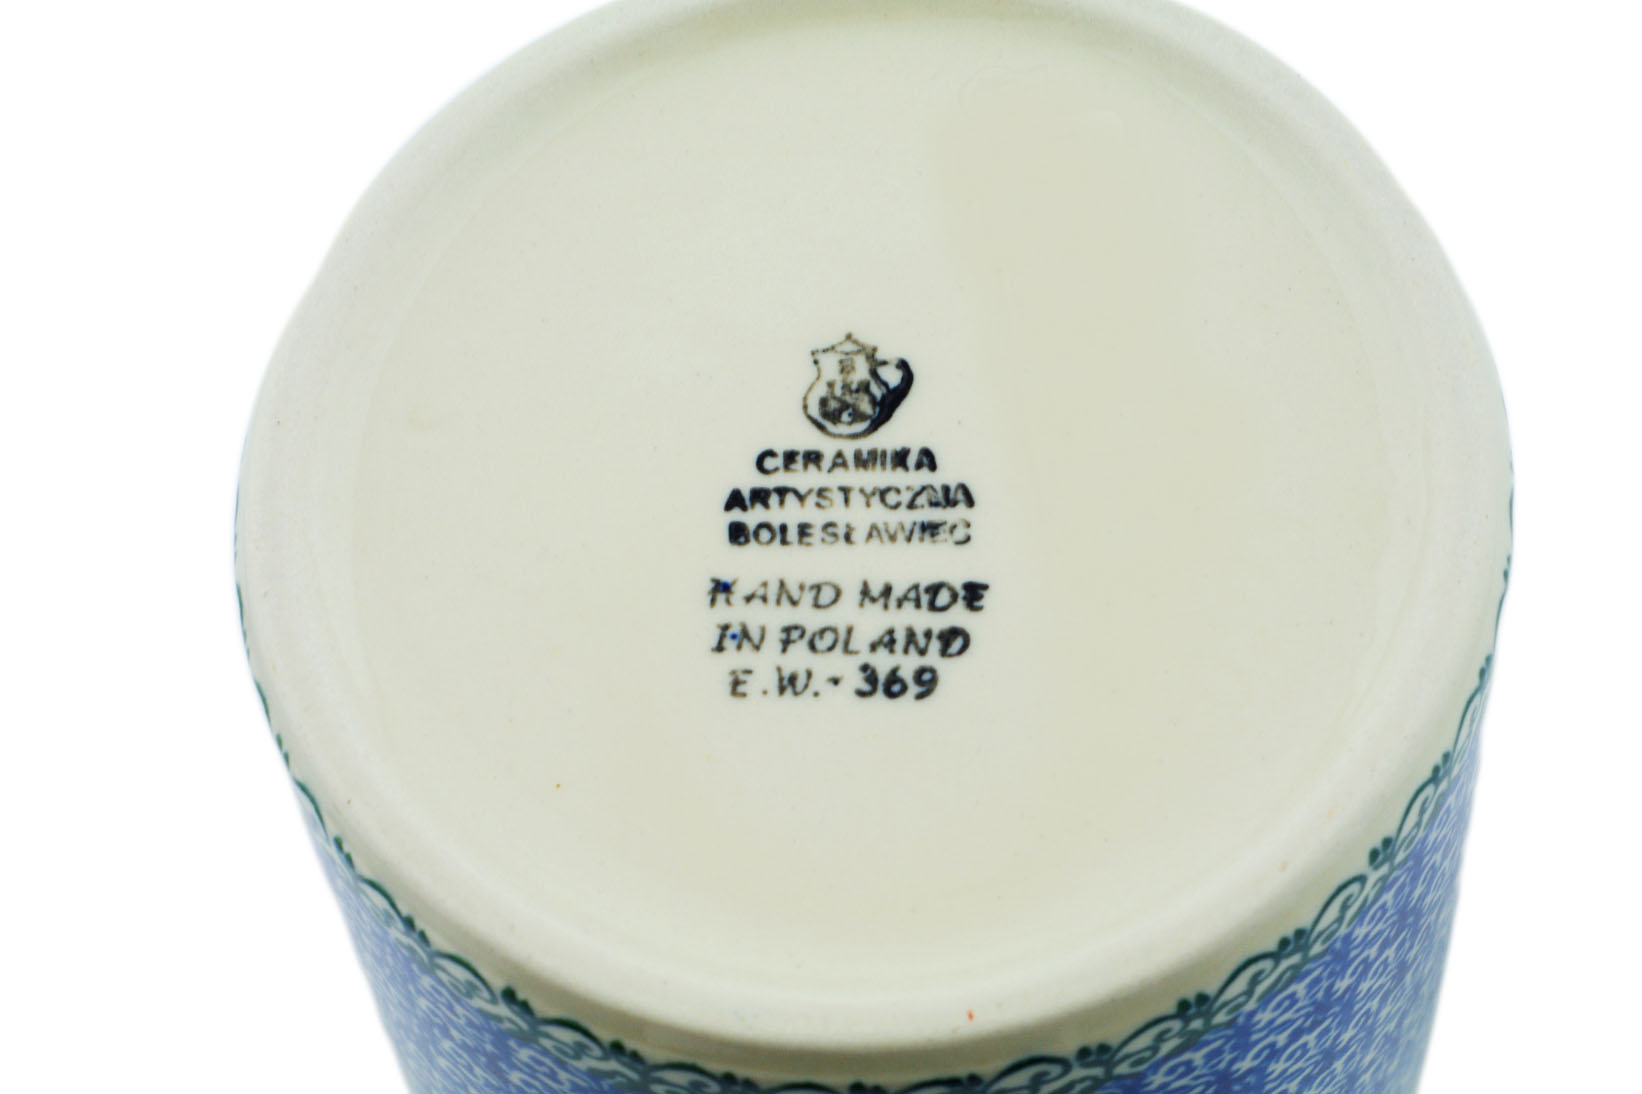 CERAMIKA
ARTYSTYCZNA
BOLESŁAWIEC
HAND MADE
IN POLAND
E.W.-369